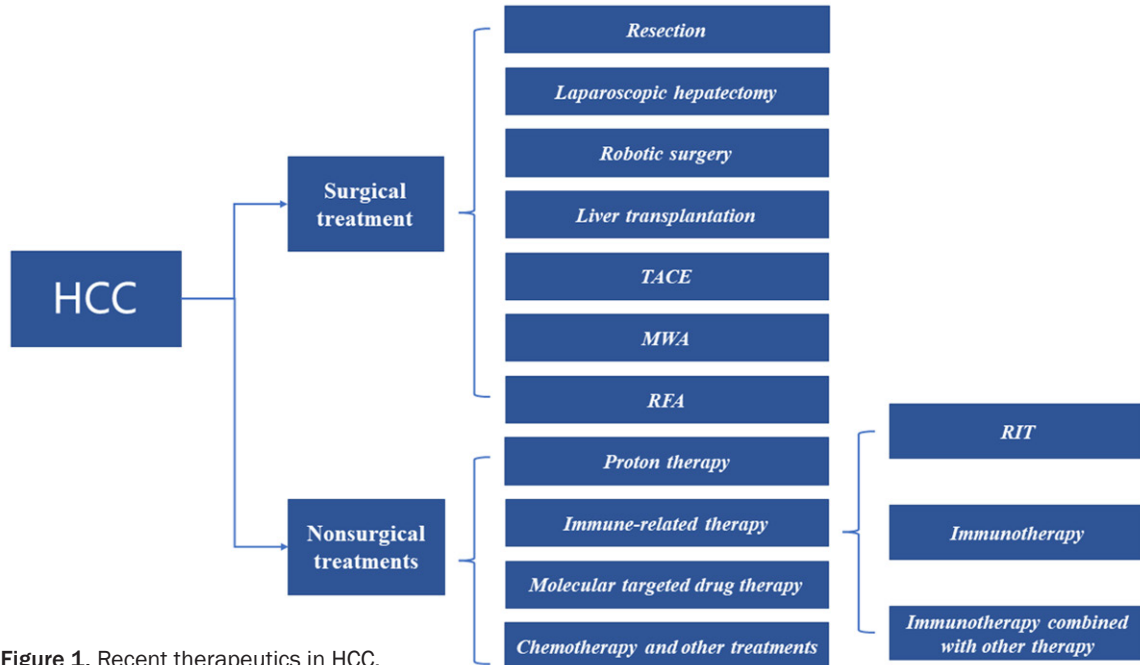 HCC
Surgical
treatment
Resection
Laparoscopic hepatectomy
Robotic surgery
Liver transplantation
TACE
MWA
RFA
Nonsurgical
treatments
Proton therapy
Immune-related therapy
Molecular targeted drug therapy
Chemotherapy and other treatments
RIT
Immunotherapy
Immunotherapy combined
with other therapy
Figure 1. Recent therapeutics in HCC.